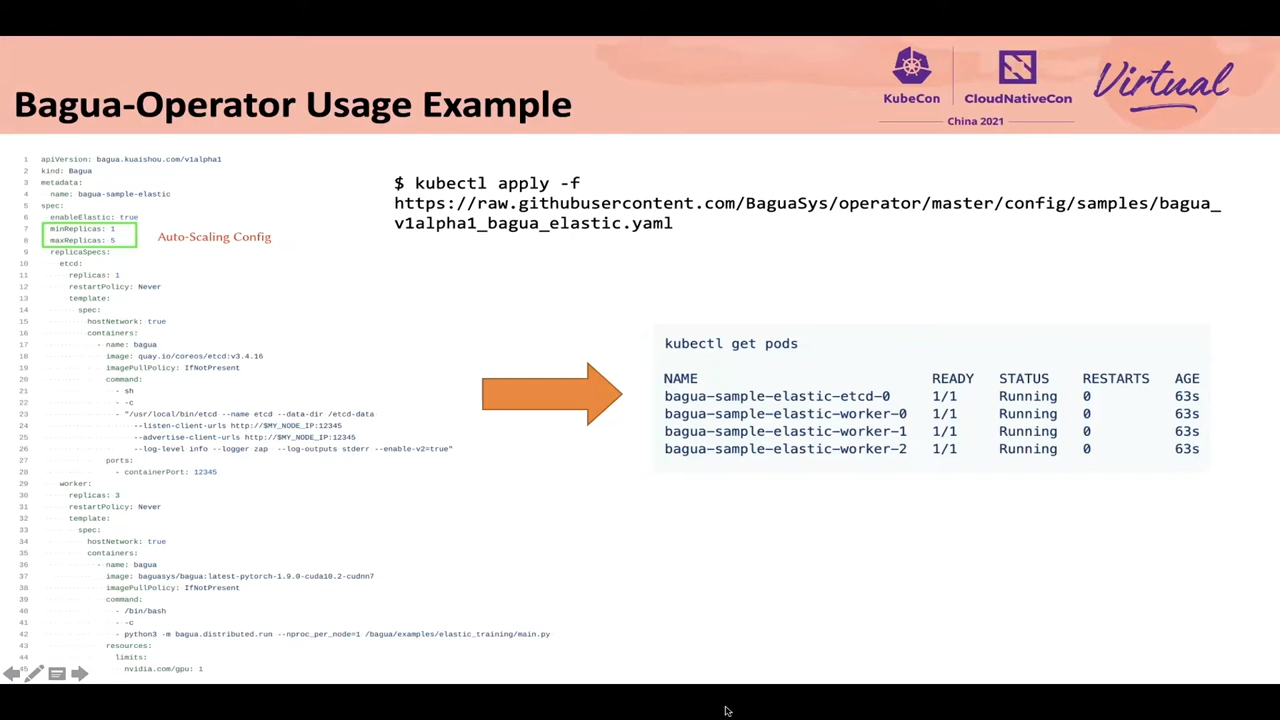 Bagua-Operator Usage Example
KubeCon
CloudNativeCon
China 2021
Virtual
1 apiVersion: bagua.kuaishou.com/v1alpha1
2 kind: Bagua
3 metadata:
4 name: bagua-sample-elastic
5 spec:
6 enableElastic: true
7 minReplicas: 1
8 maxReplicas: 5
Auto-Scaling Config
9 replicaSpecs:
10 etcd:
11 replicas: 1
12 restartPolicy: Never
13 template:
14 spec:
15 hostNetwork: true
16 containers:
17 - name: bagua
18 image: quay.io/coreos/etcd:v3.4.16
19 imagePullPolicy: IfNotPresent
20 command:
21 - sh
22 - -c
23 - "/usr/local/bin/etcd --name etcd --data-dir /etcd-data
24 --listen-client-urls http://$MY_NODE_IP:12345
25 --advertise-client-urls http://$MY_NODE_IP:12345
26 --log-level info --logger zap --log-outputs stderr --enable-v2=true"
27 ports:
28 - containerPort: 12345
29 worker:
30 replicas: 3
31 restartPolicy: Never
32 template:
33 spec:
34 hostNetwork: true
35 containers:
36 - name: bagua
37 image: baguasys/bagua:latest-pytorch-1.9.0-cuda10.2-cudnn7
38 imagePullPolicy: IfNotPresent
39 command:
40 - /bin/bash
41 - -c
42 - python3 -m bagua.distributed.run --nproc_per_node=1 /bagua/examples/elastic_training/main.py
43 resources:
44 limits:
45 nvidia.com/gpu: 1
$ kubectl apply -f
https://raw.githubusercontent.com/BaguaSys/operator/master/config/samples/bagua_
v1alpha1_bagua_elastic.yaml
kubectl get pods
NAME READY STATUS RESTARTS AGE
bagua-sample-elastic-etcd-0 1/1 Running 0 63s
bagua-sample-elastic-worker-0 1/1 Running 0 63s
bagua-sample-elastic-worker-1 1/1 Running 0 63s
bagua-sample-elastic-worker-2 1/1 Running 0 63s